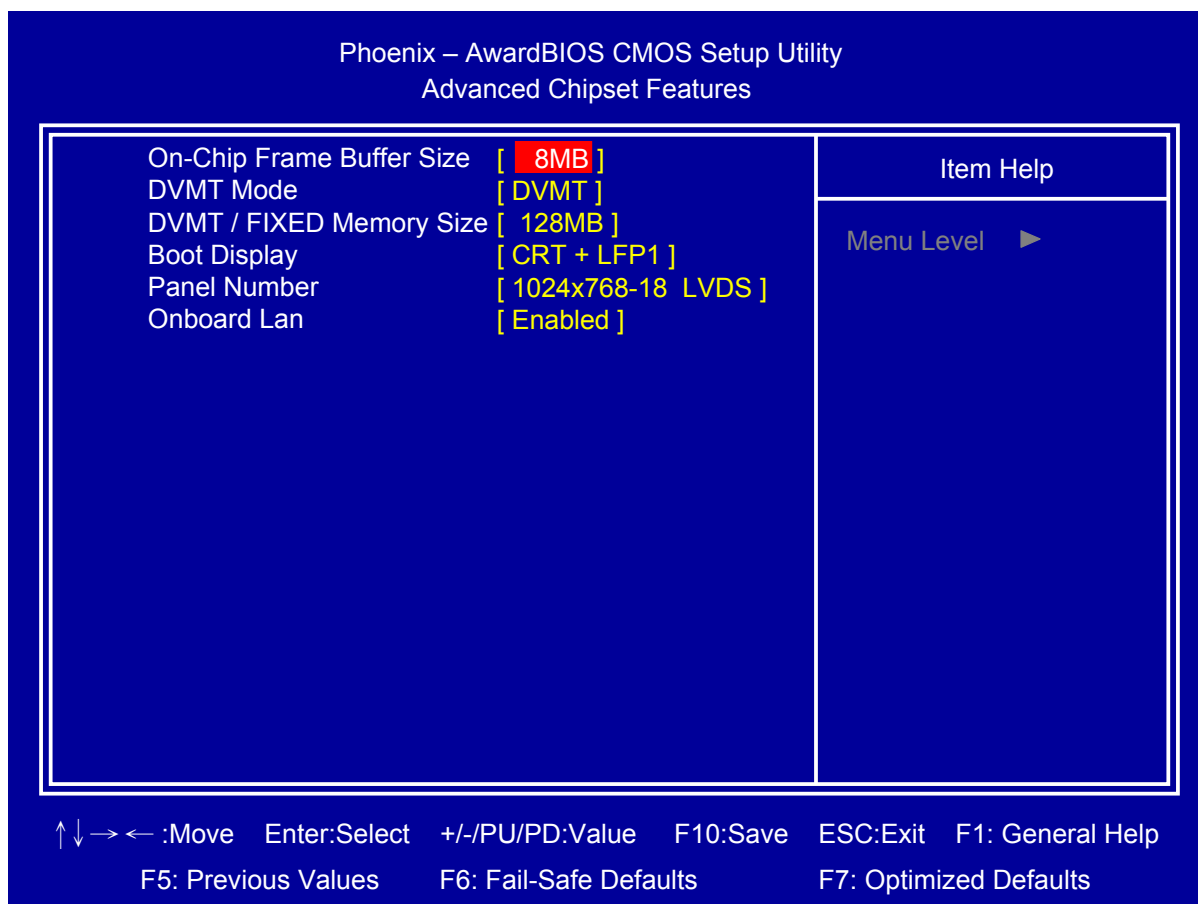 Phoenix – AwardBIOS CMOS Setup Utility
Advanced Chipset Features
On-Chip Frame Buffer Size [ 8MB ]
DVMT Mode [ DVMT ]
DVMT / FIXED Memory Size [ 128MB ]
Boot Display [ CRT + LFP1 ]
Panel Number [ 1024x768-18 LVDS ]
Onboard Lan [ Enabled ]
Item Help
Menu Level ►
↑↓→← :Move Enter:Select +/-/PU/PD:Value F10:Save ESC:Exit F1: General Help
F5: Previous Values F6: Fail-Safe Defaults F7: Optimized Defaults